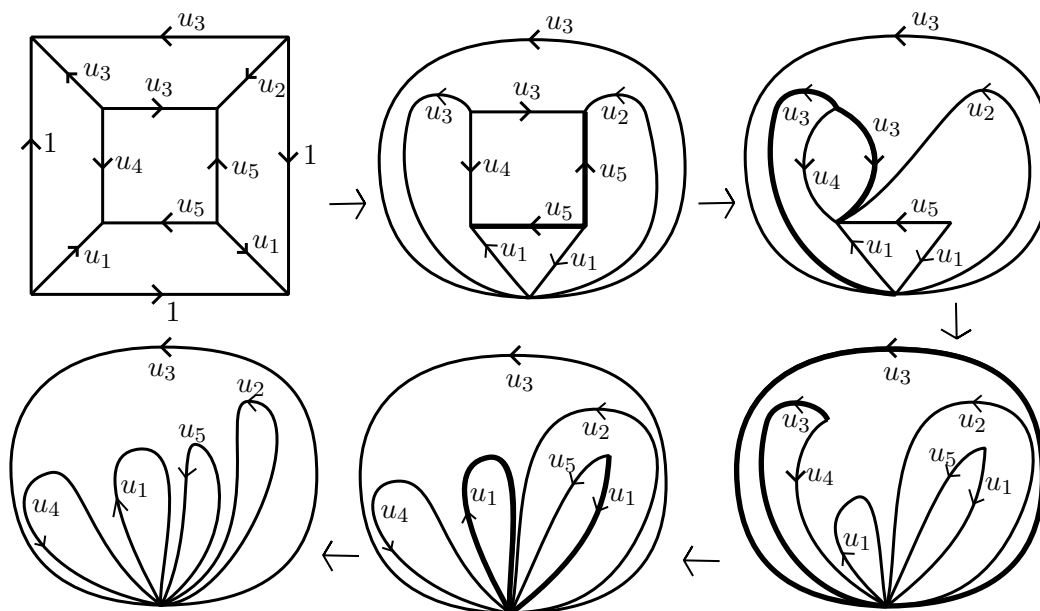 u₃
u₃ u₃ u₂
1 u₄ u₅ 1
u₅
u₁ u₁
1
u₃
u₃ u₃ u₂
u₄ u₅
u₅
u₁ u₁
u₃
u₃ u₃ u₂
u₄ u₅
u₁ u₁
u₃
u₂
u₅
u₄ u₁
u₃
u₂
u₅
u₄ u₁ u₁
u₃
u₃ u₂
u₄ u₅ u₁
u₁